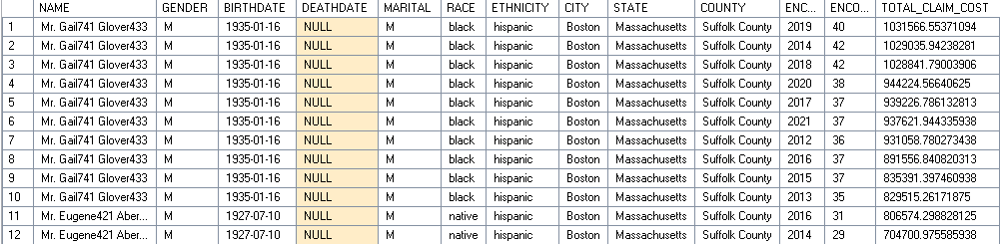 NAME GENDER BIRTHDATE DEATHDATE MARITAL RACE ETHNICITY CITY STATE COUNTY ENC... ENCO... TOTAL_CLAIM_COST
1 Mr. Gail741 Glover433 M 1935-01-16 NULL M black hispanic Boston Massachusetts Suffolk County 2019 40 1031566.55371094
2 Mr. Gail741 Glover433 M 1935-01-16 NULL M black hispanic Boston Massachusetts Suffolk County 2014 42 1029035.94238281
3 Mr. Gail741 Glover433 M 1935-01-16 NULL M black hispanic Boston Massachusetts Suffolk County 2018 42 1028841.79003906
4 Mr. Gail741 Glover433 M 1935-01-16 NULL M black hispanic Boston Massachusetts Suffolk County 2020 38 944224.56640625
5 Mr. Gail741 Glover433 M 1935-01-16 NULL M black hispanic Boston Massachusetts Suffolk County 2017 37 939226.786132813
6 Mr. Gail741 Glover433 M 1935-01-16 NULL M black hispanic Boston Massachusetts Suffolk County 2021 37 937621.944335938
7 Mr. Gail741 Glover433 M 1935-01-16 NULL M black hispanic Boston Massachusetts Suffolk County 2012 36 931058.780273438
8 Mr. Gail741 Glover433 M 1935-01-16 NULL M black hispanic Boston Massachusetts Suffolk County 2016 37 891556.840820313
9 Mr. Gail741 Glover433 M 1935-01-16 NULL M black hispanic Boston Massachusetts Suffolk County 2015 37 835391.397460938
10 Mr. Gail741 Glover433 M 1935-01-16 NULL M black hispanic Boston Massachusetts Suffolk County 2013 35 829515.26171875
11 Mr. Eugene421 Aber... M 1927-07-10 NULL M native hispanic Boston Massachusetts Suffolk County 2016 31 806574.298828125
12 Mr. Eugene421 Aber... M 1927-07-10 NULL M native hispanic Boston Massachusetts Suffolk County 2014 29 704700.975585938